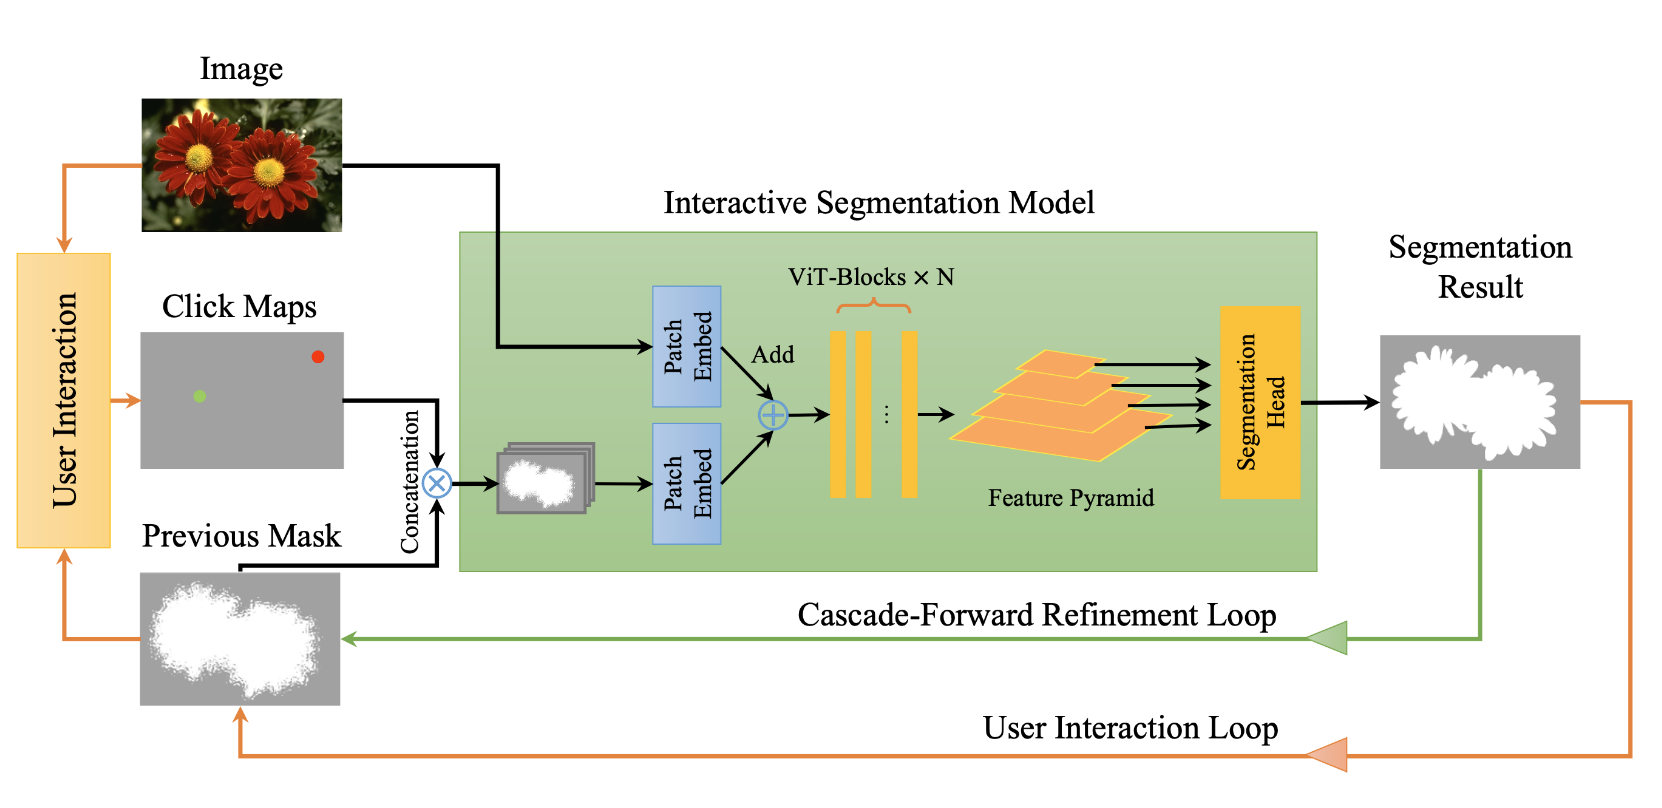 Image
Interactive Segmentation Model
Segmentation
Result
ViT-Blocks × N
Click Maps
User Interaction
Patch
Embed
Add
Segmentation
Head
Concatenation
Patch
Embed
Feature Pyramid
Previous Mask
Cascade-Forward Refinement Loop
User Interaction Loop